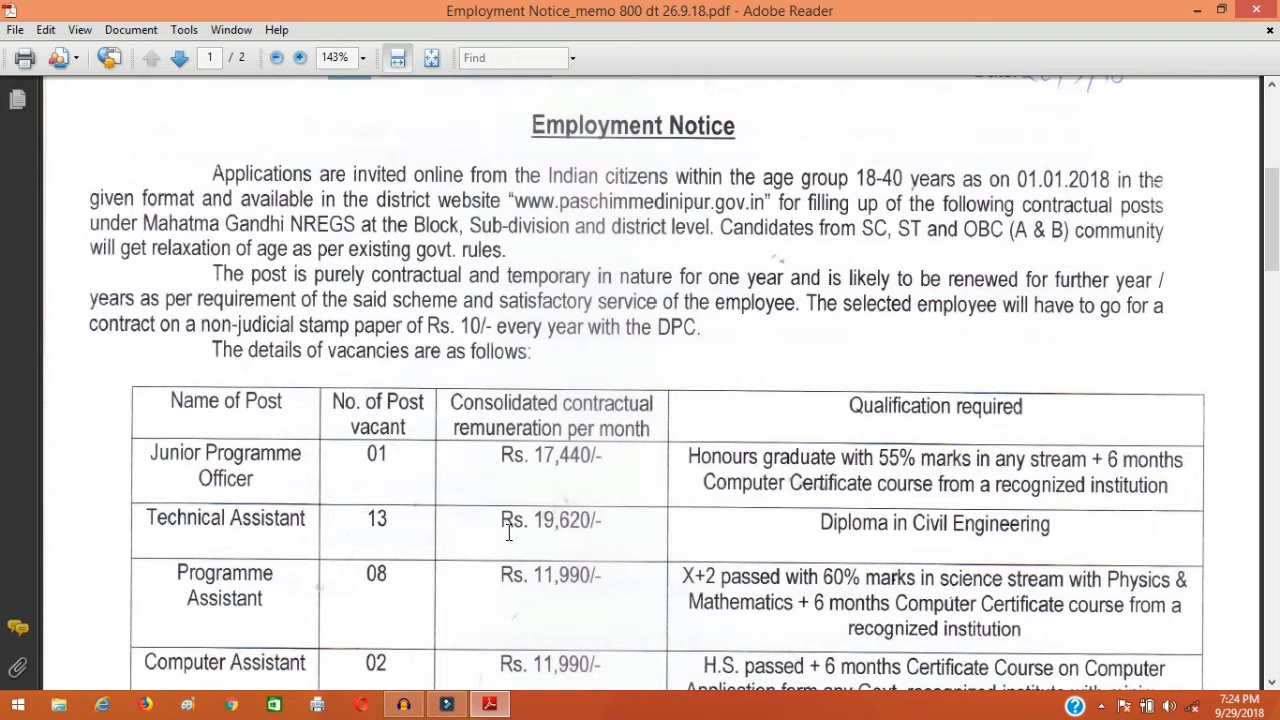 Employment Notice_memo 800 dt 26.9.18.pdf - Adobe Reader
File Edit View Document Tools Window Help
1 / 2 143% Find
Employment Notice
Applications are invited online from the Indian citizens within the age group 18-40 years as on 01.01.2018 in the
given format and available in the district website “www.paschimmedinipur.gov.in” for filling up of the following contractual posts
under Mahatma Gandhi NREGS at the Block, Sub-division and district level. Candidates from SC, ST and OBC (A & B) community
will get relaxation of age as per existing govt. rules.
The post is purely contractual and temporary in nature for one year and is likely to be renewed for further year /
years as per requirement of the said scheme and satisfactory service of the employee. The selected employee will have to go for a
contract on a non-judicial stamp paper of Rs. 10/- every year with the DPC.
The details of vacancies are as follows:
Name of Post No. of Post vacant Consolidated contractual remuneration per month Qualification required
Junior Programme Officer 01 Rs. 17,440/- Honours graduate with 55% marks in any stream + 6 months
Computer Certificate course from a recognized institution
Technical Assistant 13 Rs. 19,620/- Diploma in Civil Engineering
Programme Assistant 08 Rs. 11,990/- X+2 passed with 60% marks in science stream with Physics &
Mathematics + 6 months Computer Certificate course from a
recognized institution
Computer Assistant 02 Rs. 11,990/- H.S. passed + 6 months Certificate Course on Computer
Application form any Govt. recognized institute with
7:24 PM
9/29/2018